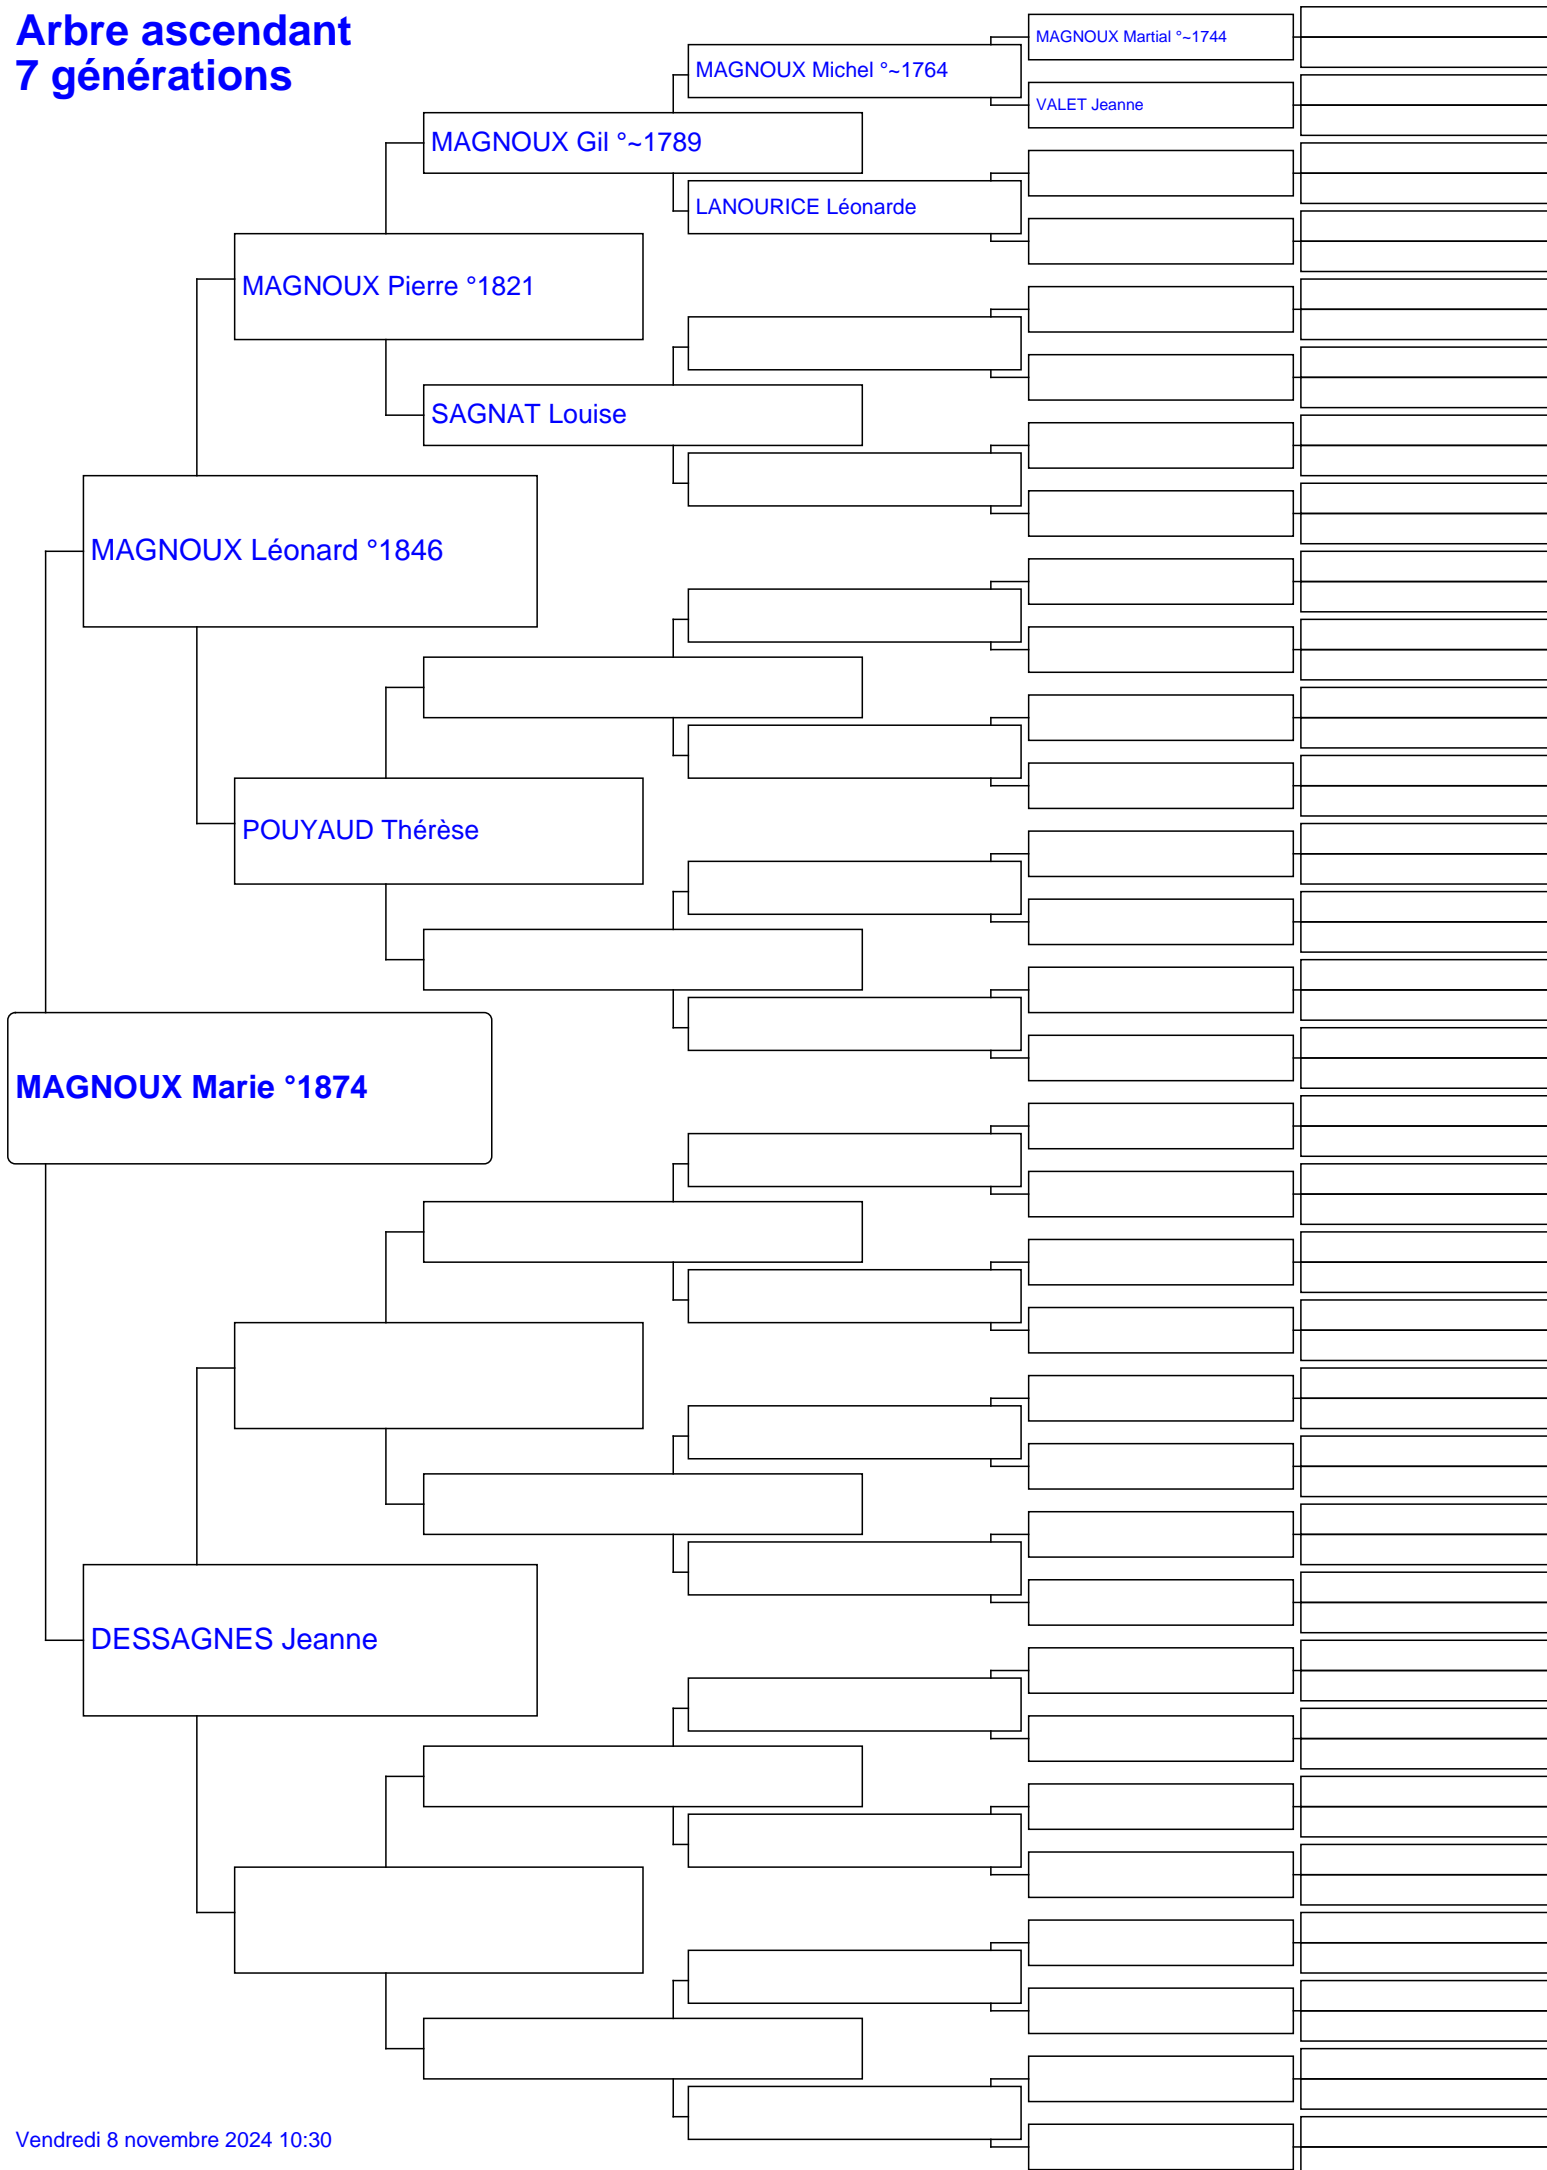 Arbre ascendant
7 générations
MAGNOUX Martial °~1744
MAGNOUX Michel °~1764
VALET Jeanne
MAGNOUX Gil °~1789
LANOURICE Léonarde
MAGNOUX Pierre °1821
SAGNAT Louise
MAGNOUX Léonard °1846
POUYAUD Thérèse
MAGNOUX Marie °1874
DESSAGNES Jeanne
Vendredi 8 novembre 2024 10:30